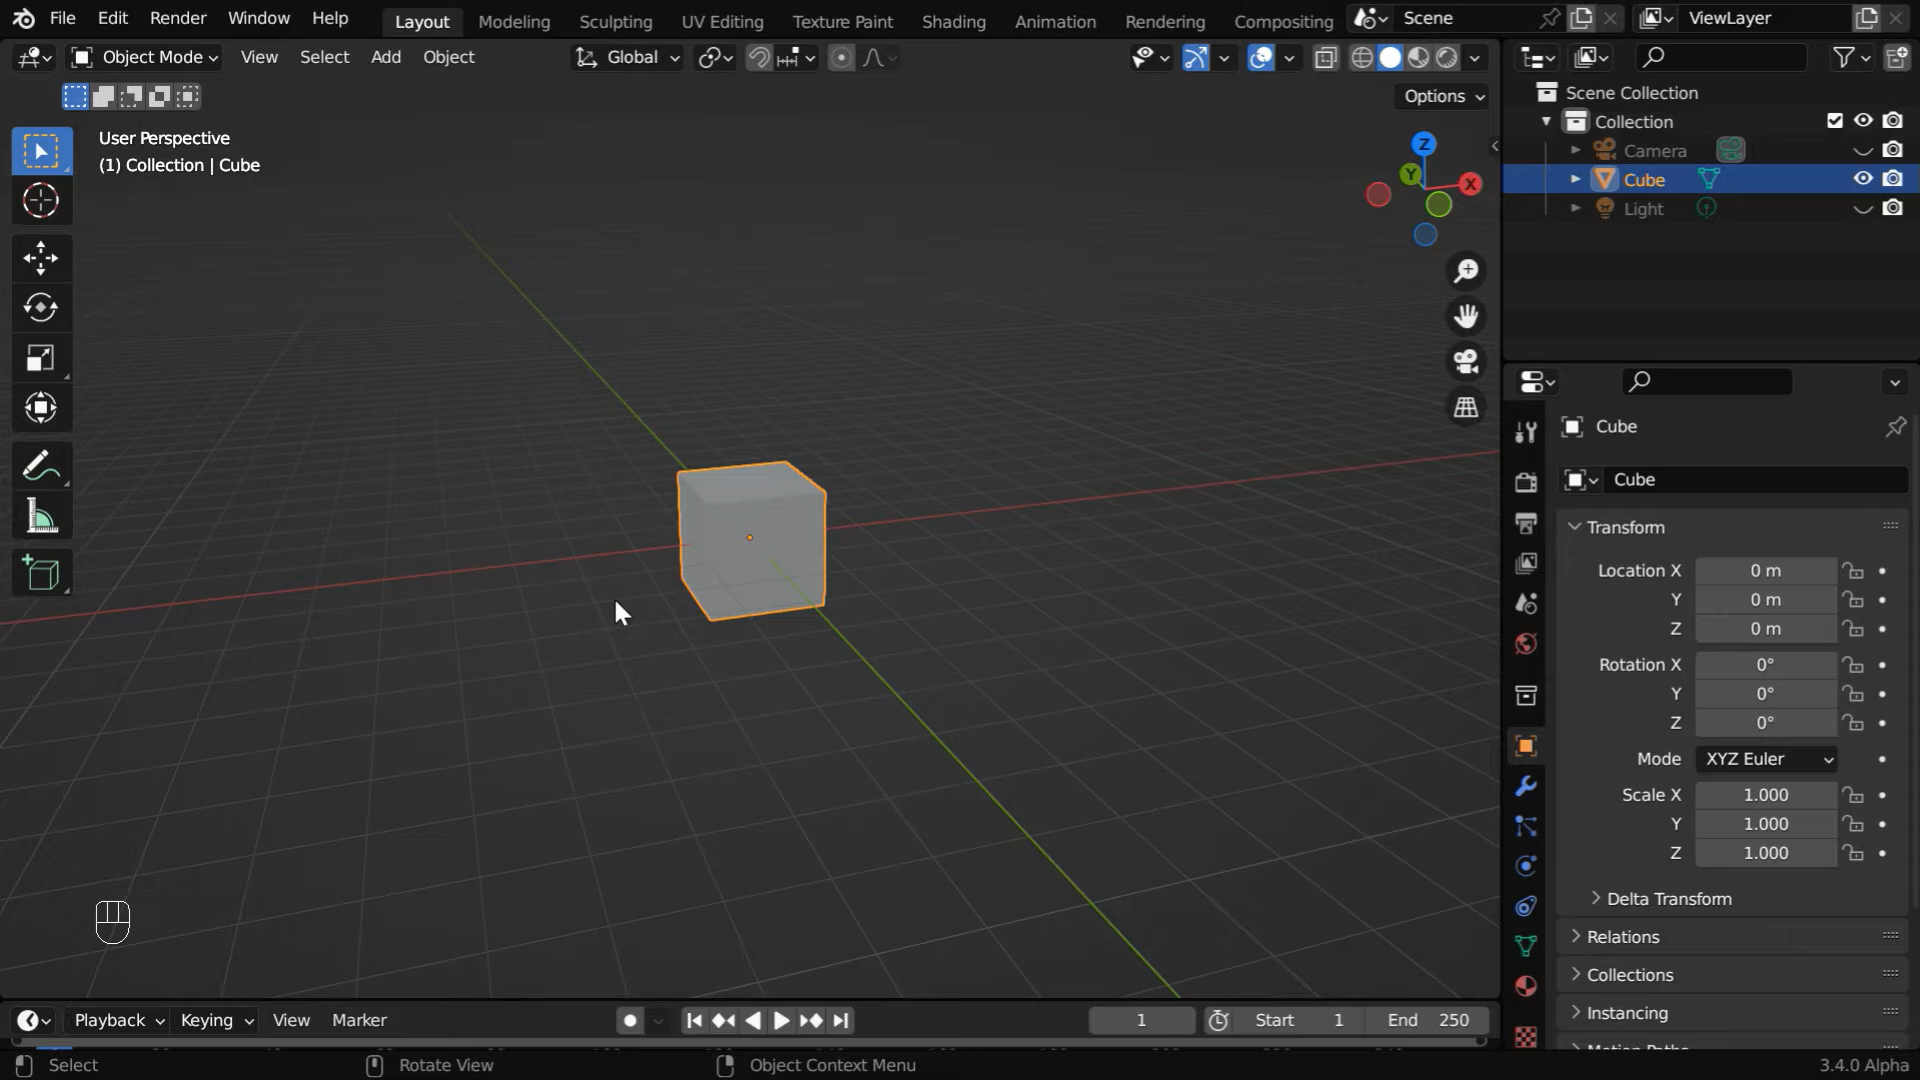 File Edit Render Window Help Layout Modeling Sculpting UV Editing Texture Paint Shading Animation Rendering Compositing Scene ViewLayer
Object Mode View Select Add Object Global
Options
User Perspective
(1) Collection | Cube
Z
Y
X
Scene Collection
Collection
Camera
Cube
Light
Cube
Cube
Transform
Location X 0 m
Y 0 m
Z 0 m
Rotation X 0°
Y 0°
Z 0°
Mode XYZ Euler
Scale X 1.000
Y 1.000
Z 1.000
Delta Transform
Relations
Collections
Instancing
Motion Paths
Playback Keying View Marker 1 Start 1 End 250
Select Rotate View Object Context Menu 3.4.0 Alpha